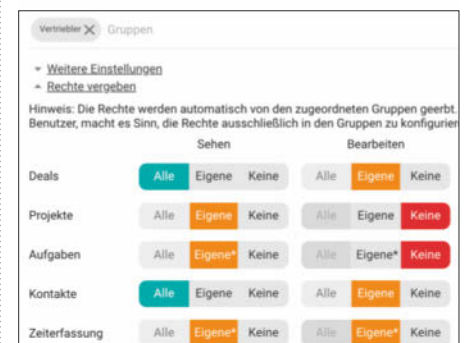 Vertriebler X Gruppen
Weitere Einstellungen
Rechte vergeben
Hinweis: Die Rechte werden automatisch von den zugeordneten Gruppen geerbt.
Benutzer, macht es Sinn, die Rechte ausschließlich in den Gruppen zu konfigurier
Sehen Bearbeiten
Deals Alle Eigene Keine Alle Eigene Keine
Projekte Alle Eigene Keine Alle Eigene Keine
Aufgaben Alle Eigene* Keine Alle Eigene* Keine
Kontakte Alle Eigene Keine Alle Eigene Keine
Zeiterfassung Alle Eigene* Keine Alle Eigene* Keine